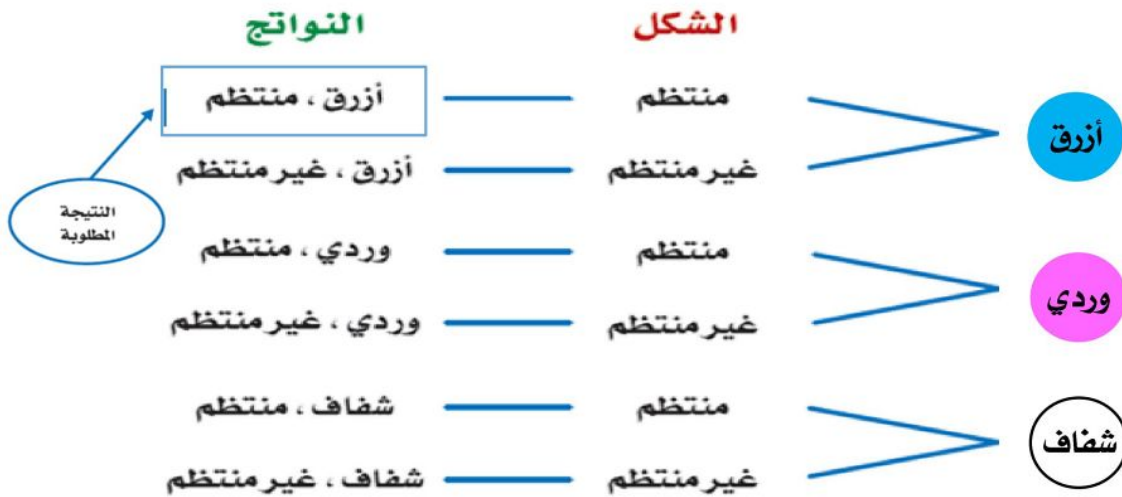 الشكل
النواتج
أزرق
منتظم
أزرق ، منتظم
غير منتظم
أزرق ، غير منتظم
النتيجة
المطلوبة
وردي
منتظم
وردي ، منتظم
غير منتظم
وردي ، غير منتظم
شفاف
منتظم
شفاف ، منتظم
غير منتظم
شفاف ، غير منتظم